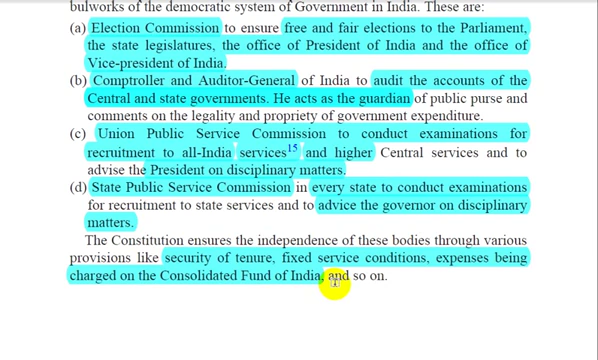 bulworks of the democratic system of Government in India. These are:
(a) Election Commission to ensure free and fair elections to the Parliament,
the state legislatures, the office of President of India and the office of
Vice-president of India.
(b) Comptroller and Auditor-General of India to audit the accounts of the
Central and state governments. He acts as the guardian of public purse and
comments on the legality and propriety of government expenditure.
(c) Union Public Service Commission to conduct examinations for
recruitment to all-India services15 and higher Central services and to
advise the President on disciplinary matters.
(d) State Public Service Commission in every state to conduct examinations
for recruitment to state services and to advice the governor on disciplinary
matters.
The Constitution ensures the independence of these bodies through various
provisions like security of tenure, fixed service conditions, expenses being
charged on the Consolidated Fund of India, and so on.